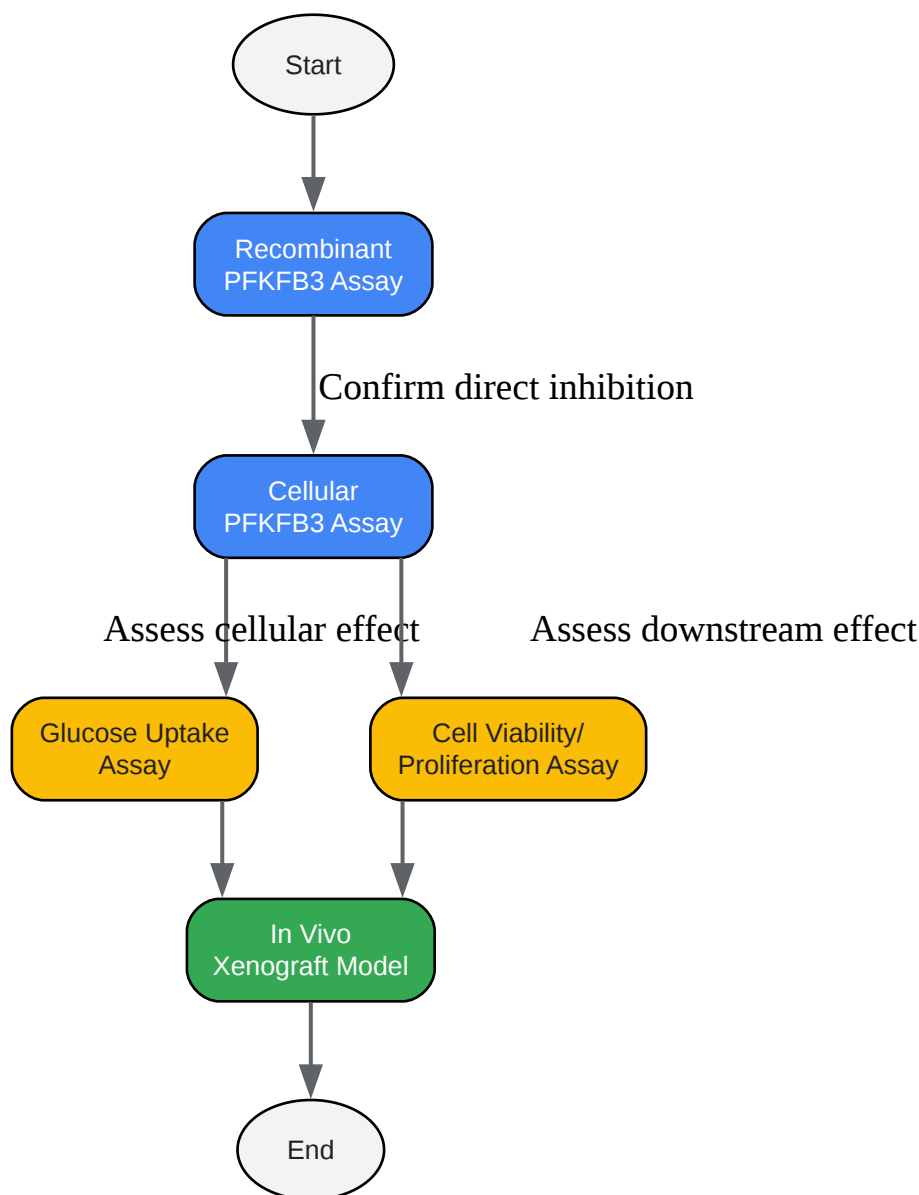 Start
Recombinant
PFKFB3 Assay
Confirm direct inhibition
Cellular
PFKFB3 Assay
Assess cellular effect
Assess downstream effect
Glucose Uptake
Assay
Cell Viability/
Proliferation Assay
In Vivo
Xenograft Model
End